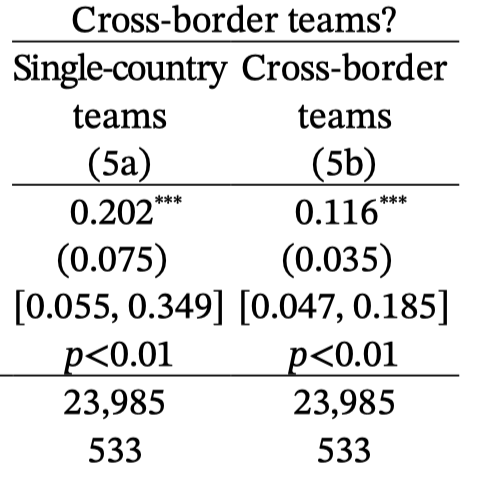 Cross-border teams?
Single-country Cross-border
teams teams
(5a) (5b)
0.202*** 0.116***
(0.075) (0.035)
[0.055, 0.349] [0.047, 0.185]
p<0.01 p<0.01
23,985 23,985
533 533